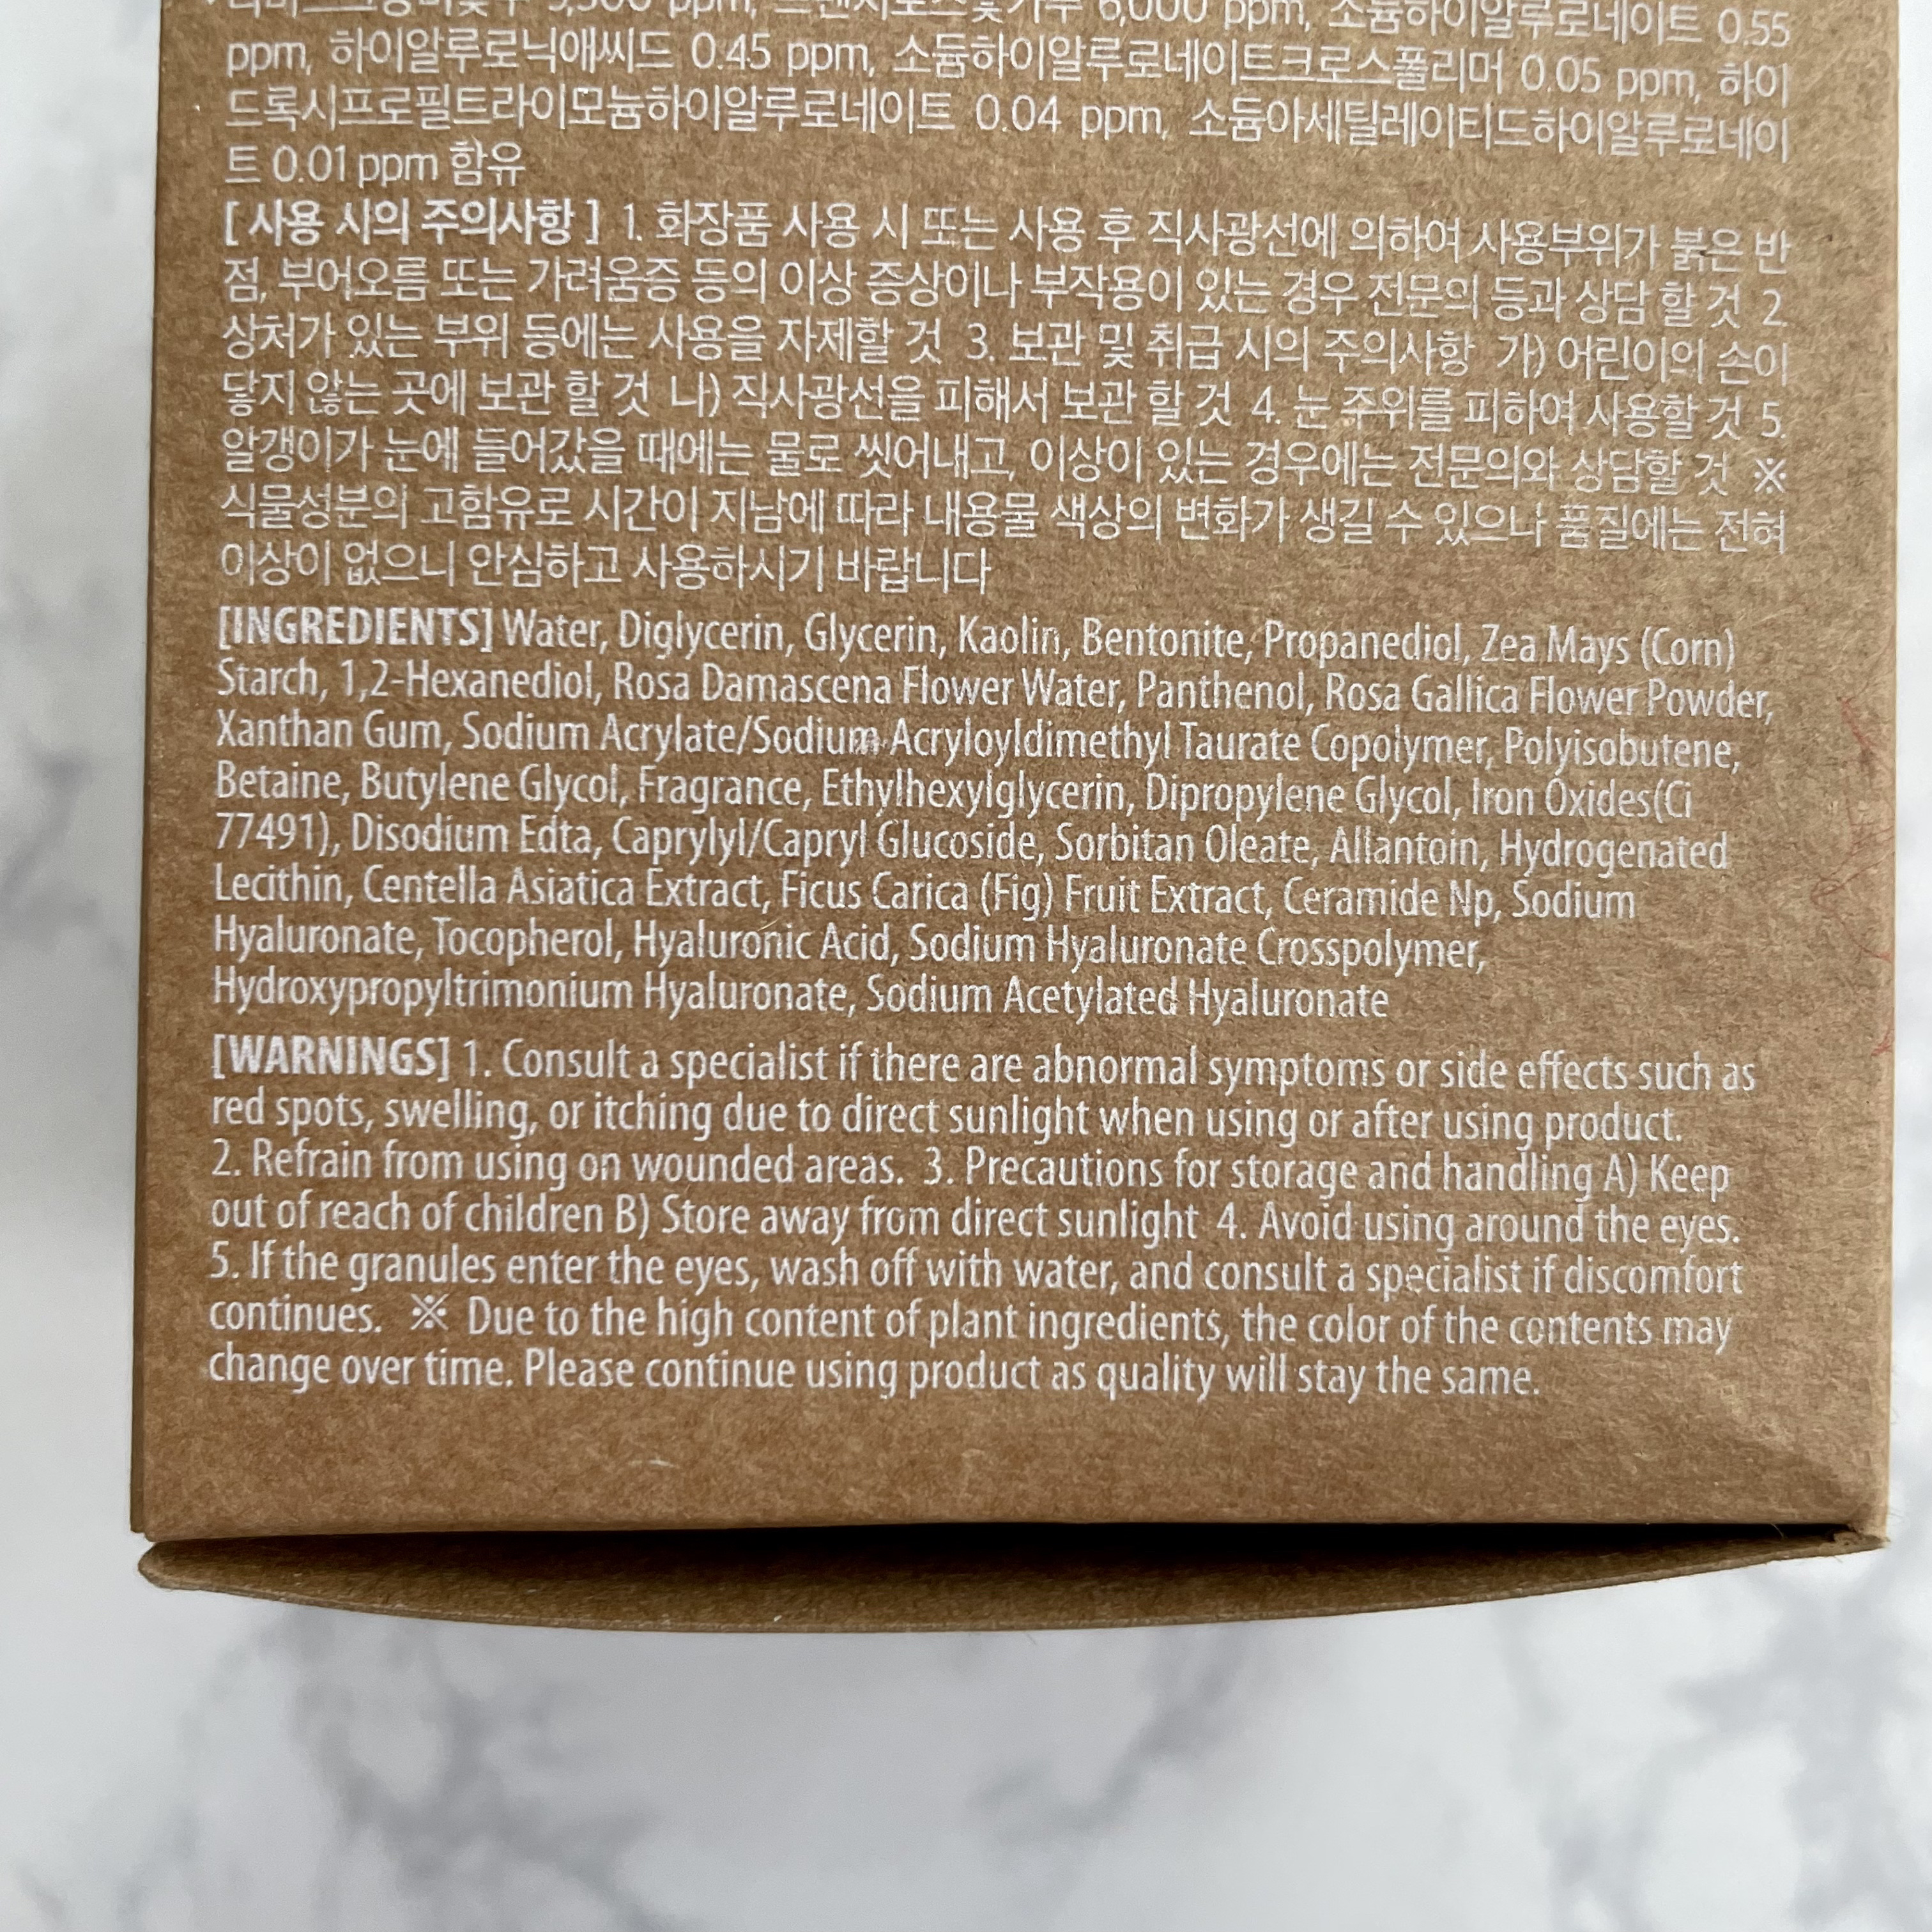 ppm, 6,000 ppm, 소듐하이알루로네이트 0.55
ppm, 하이알루로닉애씨드 0.45 ppm, 소듐하이알루로네이트크로스폴리머 0.05 ppm, 하이
드록시프로필트라이모늄하이알루로네이트 0.04 ppm, 소듐아세틸레이티드하이알루로네이
트 0.01 ppm 함유
[ 사용 시의 주의사항 ] 1. 화장품 사용 시 또는 사용 후 직사광선에 의하여 사용부위가 붉은 반
점, 부어오름 또는 가려움증 등의 이상 증상이나 부작용이 있는 경우 전문의 등과 상담 할 것 2.
상처가 있는 부위 등에는 사용을 자제할 것 3. 보관 및 취급 시의 주의사항 가) 어린이의 손이
닿지 않는 곳에 보관 할 것 나) 직사광선을 피해서 보관 할 것 4. 눈 주위를 피하여 사용할 것 5.
알갱이가 눈에 들어갔을 때에는 물로 씻어내고, 이상이 있는 경우에는 전문의와 상담할 것 ※
식물성분의 고함유로 시간이 지남에 따라 내용물 색상의 변화가 생길 수 있으나 품질에는 전혀
이상이 없으니 안심하고 사용하시기 바랍니다
[INGREDIENTS] Water, Diglycerin, Glycerin, Kaolin, Bentonite, Propanediol, Zea Mays (Corn)
Starch, 1,2-Hexanediol, Rosa Damascena Flower Water, Panthenol, Rosa Gallica Flower Powder,
Xanthan Gum, Sodium Acrylate/Sodium Acryloyldimethyl Taurate Copolymer, Polyisobutene,
Betaine, Butylene Glycol, Fragrance, Ethylhexylglycerin, Dipropylene Glycol, Iron Oxides(Ci
77491), Disodium Edta, Caprylyl/Capryl Glucoside, Sorbitan Oleate, Allantoin, Hydrogenated
Lecithin, Centella Asiatica Extract, Ficus Carica (Fig) Fruit Extract, Ceramide Np, Sodium
Hyaluronate, Tocopherol, Hyaluronic Acid, Sodium Hyaluronate Crosspolymer,
Hydroxypropyltrimonium Hyaluronate, Sodium Acetylated Hyaluronate
[WARNINGS] 1. Consult a specialist if there are abnormal symptoms or side effects such as
red spots, swelling, or itching due to direct sunlight when using or after using product.
2. Refrain from using on wounded areas. 3. Precautions for storage and handling A) Keep
out of reach of children B) Store away from direct sunlight 4. Avoid using around the eyes.
5. If the granules enter the eyes, wash off with water, and consult a specialist if discomfort
continues. ※ Due to the high content of plant ingredients, the color of the contents may
change over time. Please continue using product as quality will stay the same.